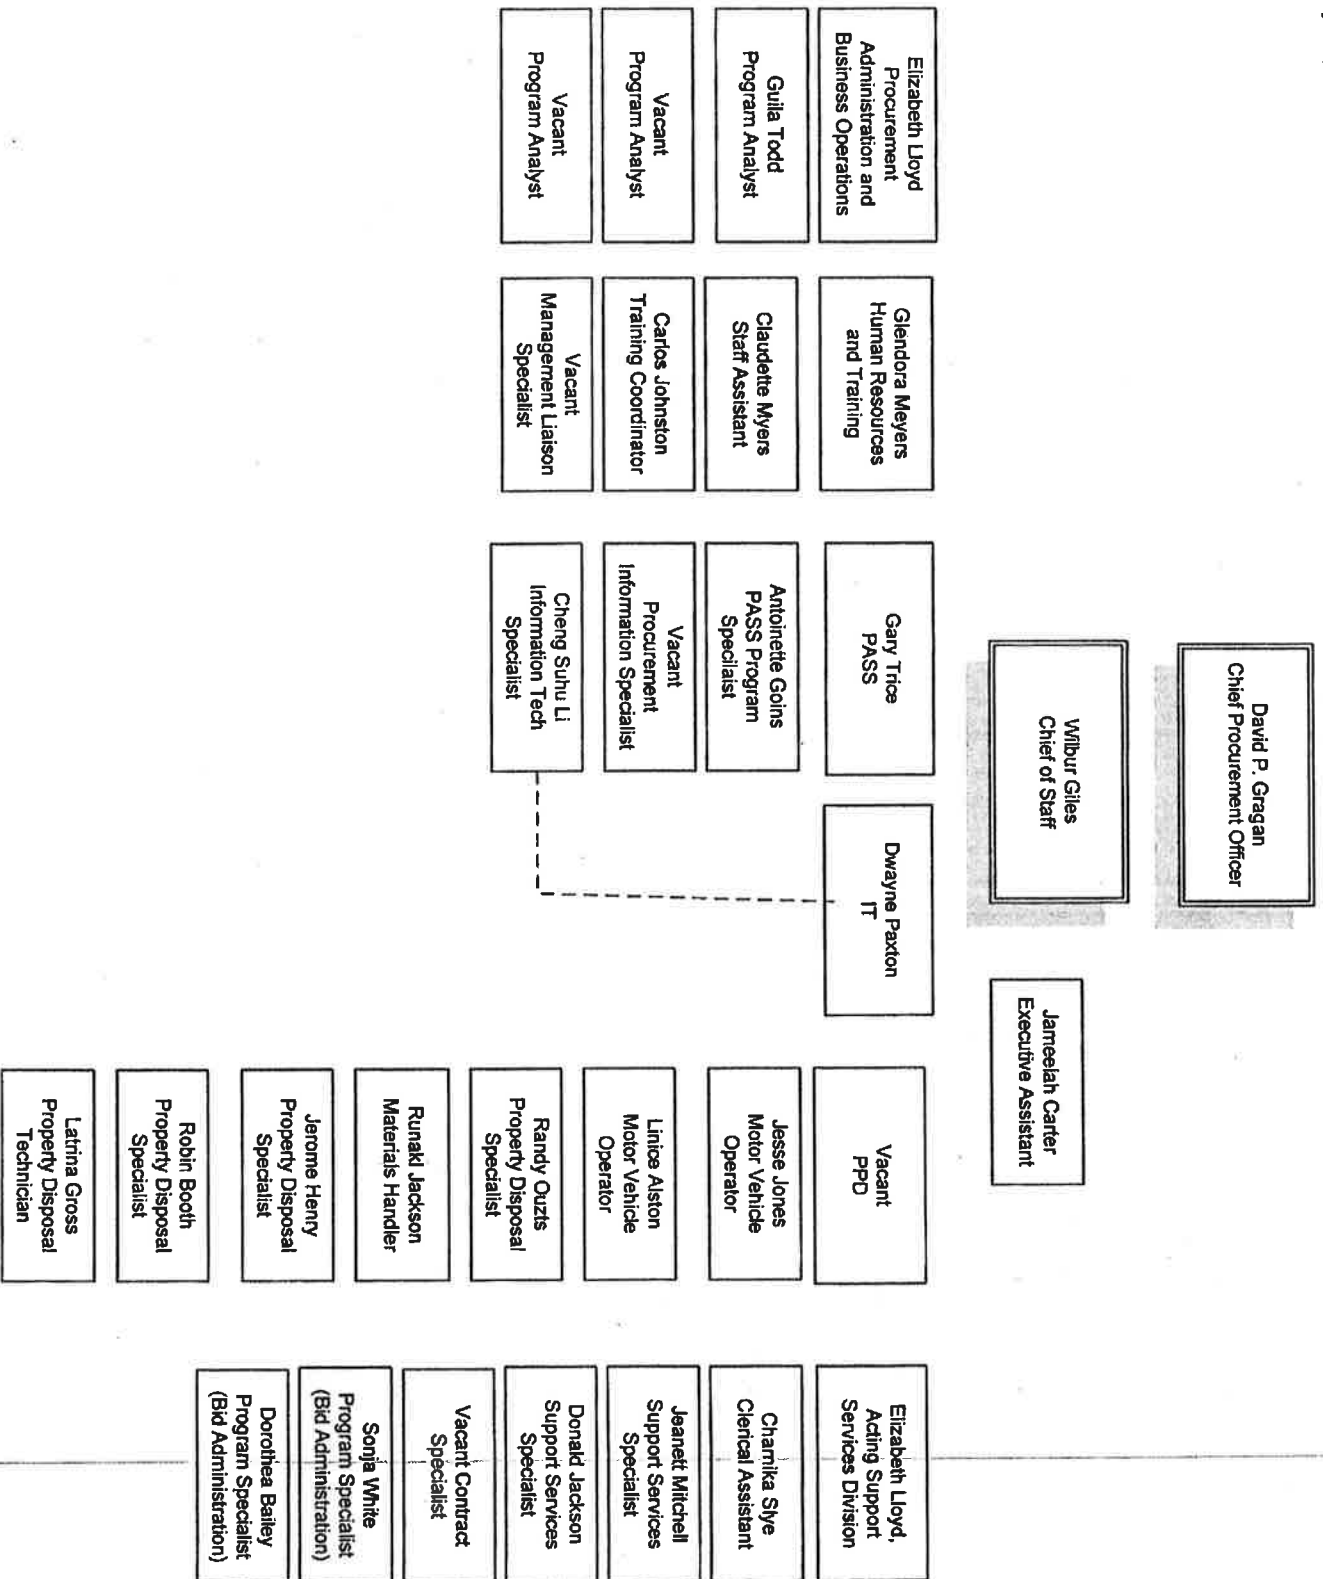 David P. Gragan
Chief Procurement Officer
Wilbur Giles
Chief of Staff
Jameelah Carter
Executive Assistant
Elizabeth Lloyd
Procurement
Administration and
Business Operations
Guila Todd
Program Analyst
Vacant
Program Analyst
Vacant
Program Analyst
Glendora Meyers
Human Resources
and Training
Claudette Myers
Staff Assistant
Carlos Johnston
Training Coordinator
Vacant
Management Liaison
Specialist
Gary Trice
PASS
Antoinette Goins
PASS Program
Specilaist
Vacant
Procurement
Information Specialist
Cheng Suhu Li
Information Tech
Specialist
Dwayne Paxton
IT
Vacant
PPD
Jesse Jones
Motor Vehicle
Operator
Linice Alston
Motor Vehicle
Operator
Randy Ouzts
Property Disposal
Specialist
Runakl Jackson
Materials Handler
Jerome Henry
Property Disposal
Specialist
Robin Booth
Property Disposal
Specialist
Latrina Gross
Property Disposal
Technician
Elizabeth Lloyd,
Acting Support
Services Division
Charnika Slye
Clerical Assistant
Jeanett Mitchell
Support Services
Specialist
Donald Jackson
Support Services
Specialist
Vacant Contract
Specialist
Sonja White
Program Specialist
(Bid Administration)
Dorothea Bailey
Program Specialist
(Bid Administration)